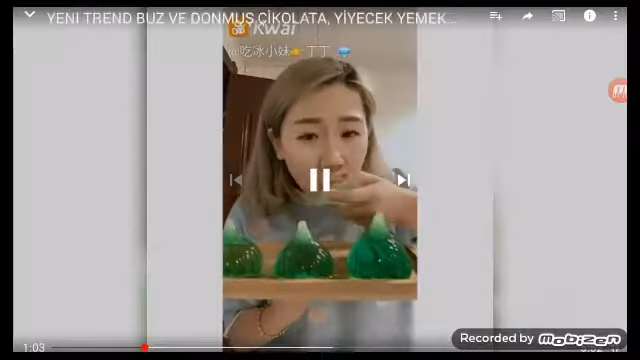 YENİ TREND BUZ VE DONMUŞ ÇİKOLATA, YİYECEK YEMEK...
Kwai
@吃冰小妹👉丁丁 💎
1:03
Recorded by MOBIZEN